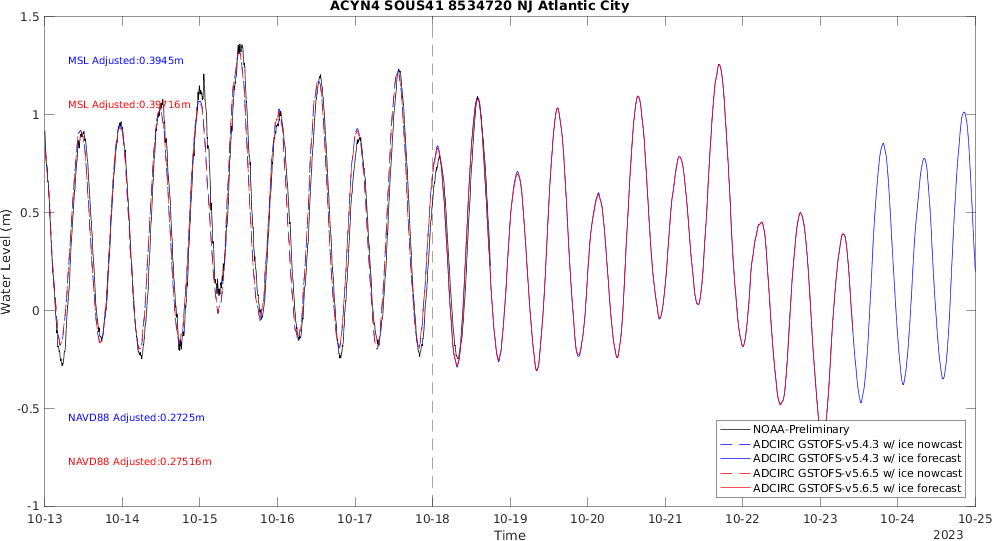 ACYN4 SOUS41 8534720 NJ Atlantic City
1.5
1
0.5
0
-0.5
-1
Water Level (m)
MSL Adjusted:0.3945m
MSL Adjusted:0.39716m
NAVD88 Adjusted:0.2725m
NAVD88 Adjusted:0.27516m
NOAA-Preliminary
ADCIRC GSTOFS-v5.4.3 w/ ice nowcast
ADCIRC GSTOFS-v5.4.3 w/ ice forecast
ADCIRC GSTOFS-v5.6.5 w/ ice nowcast
ADCIRC GSTOFS-v5.6.5 w/ ice forecast
10-13 10-14 10-15 10-16 10-17 10-18 10-19 10-20 10-21 10-22 10-23 10-24 10-25
Time
2023